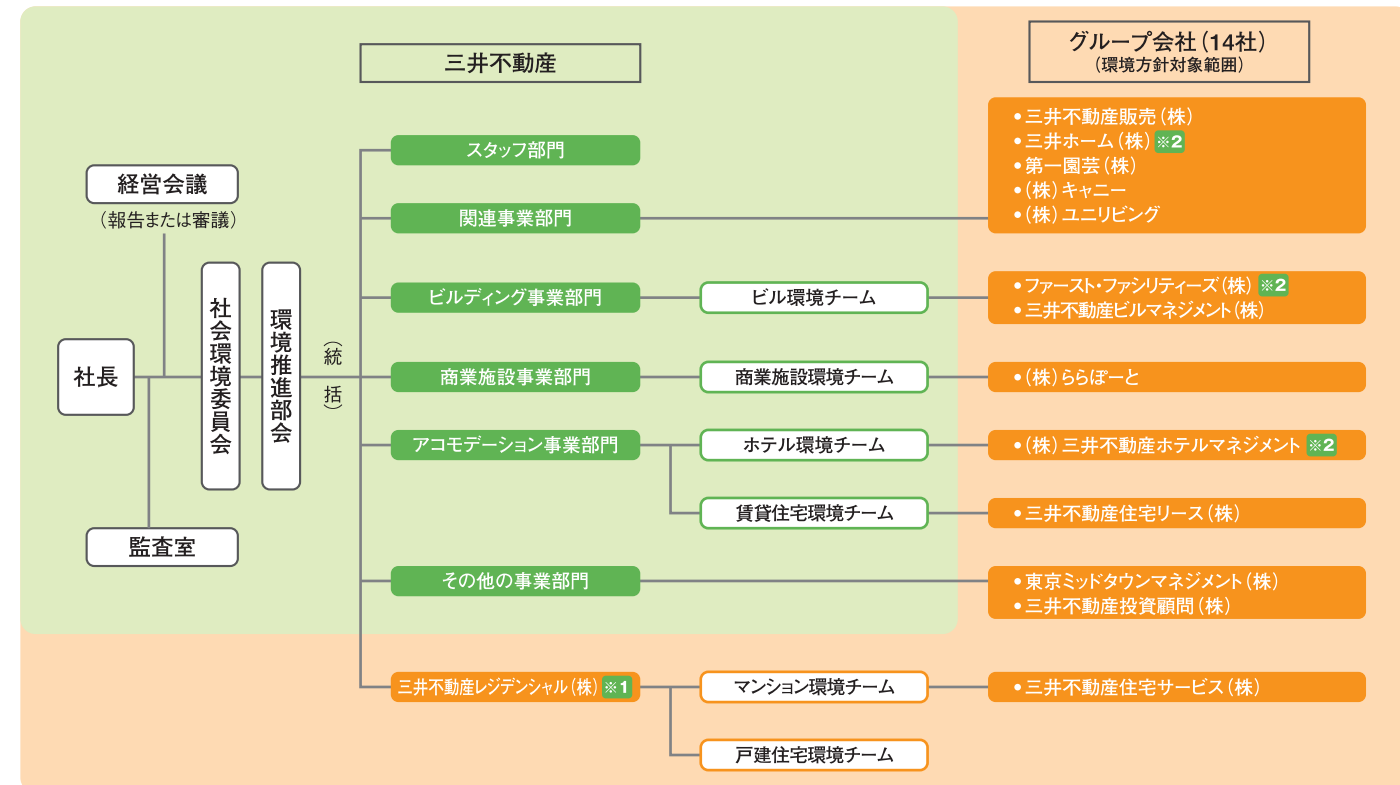 三井不動産
グループ会社（14社）
（環境方針対象範囲）
経営会議
（報告または審議）
社長
監査室
社会環境委員会
環境推進部会
（統括）
スタッフ部門
関連事業部門
•三井不動産販売（株）
•三井ホーム（株）※2
•第一園芸（株）
•（株）キャニー
•（株）ユニリビング
ビルディング事業部門
ビル環境チーム
•ファースト・ファシリティーズ（株）※2
•三井不動産ビルマネジメント（株）
商業施設事業部門
商業施設環境チーム
•（株）ららぽーと
アコモデーション事業部門
ホテル環境チーム
•（株）三井不動産ホテルマネジメント ※2
賃貸住宅環境チーム
•三井不動産住宅リース（株）
その他の事業部門
•東京ミッドタウンマネジメント（株）
•三井不動産投資顧問（株）
三井不動産レジデンシャル（株）※1
マンション環境チーム
•三井不動産住宅サービス（株）
戸建住宅環境チーム